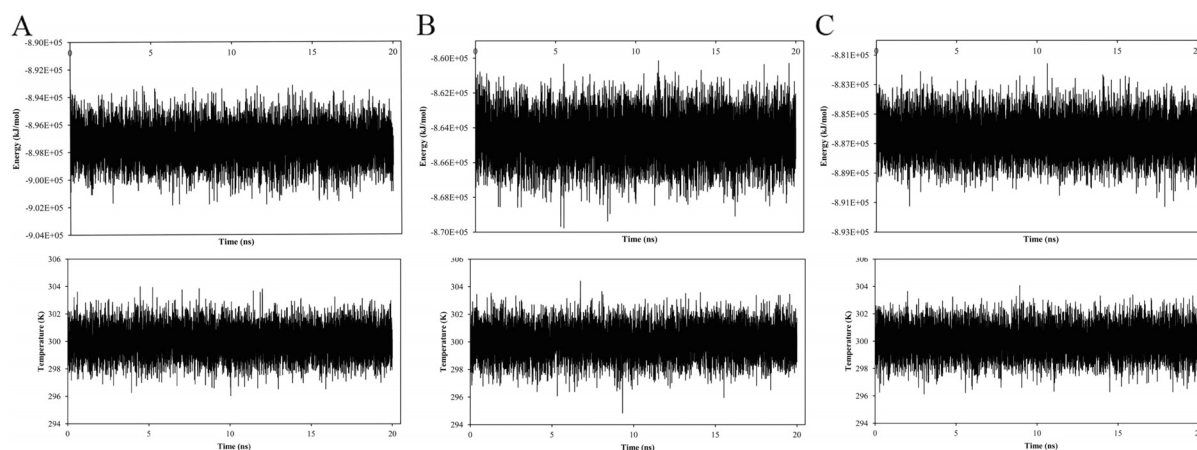 A
B
C
-8.90E+05
-8.92E+05
-8.94E+05
-8.96E+05
-8.98E+05
-9.00E+05
-9.02E+05
-9.04E+05
Energy (kJ/mol)
0 5 10 15 20
Time (ns)
-8.60E+05
-8.62E+05
-8.64E+05
-8.66E+05
-8.68E+05
-8.70E+05
Energy (kJ/mol)
0 5 10 15 20
Time (ns)
-8.81E+05
-8.83E+05
-8.85E+05
-8.87E+05
-8.89E+05
-8.91E+05
-8.93E+05
Energy (kJ/mol)
0 5 10 15 20
Time (ns)
306
304
302
300
298
296
294
Temperature (K)
0 5 10 15 20
Time (ns)
306
304
302
300
298
296
294
Temperature (K)
0 5 10 15 20
Time (ns)
306
304
302
300
298
296
294
Temperature (K)
0 5 10 15 20
Time (ns)